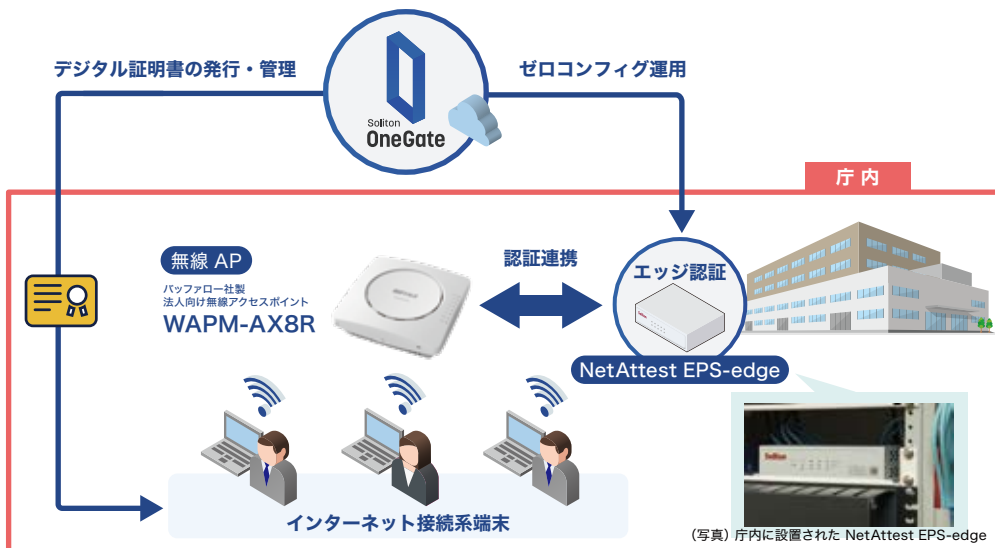 デジタル証明書の発行・管理
ゼロコンフィグ運用
Soliton
OneGate
庁内
無線 AP
バッファロー社製
法人向け無線アクセスポイント
WAPM-AX8R
認証連携
エッジ認証
Soliton
NetAttest EPS-edge
Soliton
インターネット接続系端末
(写真) 庁内に設置された NetAttest EPS-edge